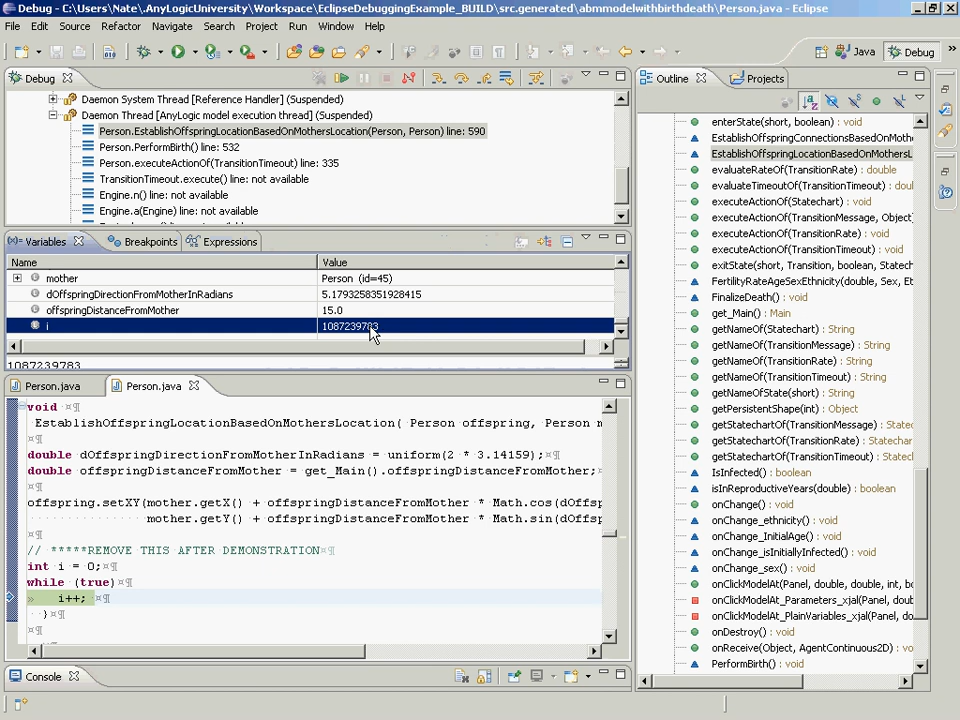 Debug - C:\Users\Nate\.AnyLogicUniversity\Workspace\EclipseDebuggingExample_BUILD\src.generated\abmmodelwithbirthdeath\Person.java - Eclipse
File Edit Source Refactor Navigate Search Project Run Window Help
Java Debug
Debug
Daemon System Thread [Reference Handler] (Suspended)
Daemon Thread [AnyLogic model execution thread] (Suspended)
Person.EstablishOffspringLocationBasedOnMothersLocation(Person, Person) line: 590
Person.PerformBirth() line: 532
Person.executeActionOf(TransitionTimeout) line: 335
TransitionTimeout.execute() line: not available
Engine.n() line: not available
Engine.a(Engine) line: not available
Variables Breakpoints Expressions
Name Value
mother Person (id=45)
dOffspringDirectionFromMotherInRadians 5.1793258351928415
offspringDistanceFromMother 15.0
i 1087239783
1087239783
Person.java Person.java
void
EstablishOffspringLocationBasedOnMothersLocation( Person offspring, Person m
double dOffspringDirectionFromMotherInRadians = uniform(2 * 3.14159);
double offspringDistanceFromMother = get_Main().offspringDistanceFromMother;
offspring.setXY(mother.getX() + offspringDistanceFromMother * Math.cos(dOffsp
mother.getY() + offspringDistanceFromMother * Math.sin(dOffsp
// *****REMOVE THIS AFTER DEMONSTRATION
int i = 0;
while (true)
i++;
}
Console
Outline Projects
enterState(short, boolean) : void
EstablishOffspringConnectionsBasedOnMothe
EstablishOffspringLocationBasedOnMothersL
evaluateRateOf(TransitionRate) : double
evaluateTimeoutOf(TransitionTimeout) : doul
executeActionOf(Statechart) : void
executeActionOf(TransitionMessage, Object)
executeActionOf(TransitionRate) : void
executeActionOf(TransitionTimeout) : void
exitState(short, Transition, boolean, Statech
FertilityRateAgeSexEthnicity(double, Sex, Et
FinalizeDeath() : void
get_Main() : Main
getNameOf(Statechart) : String
getNameOf(TransitionMessage) : String
getNameOf(TransitionRate) : String
getNameOf(TransitionTimeout) : String
getNameOfState(short) : String
getPersistentShape(int) : Object
getStatechartOf(TransitionMessage) : Statec
getStatechartOf(TransitionRate) : Statechar
getStatechartOf(TransitionTimeout) : Statecl
IsInfected() : boolean
isInReproductiveYears(double) : boolean
onChange() : void
onChange_ethnicity() : void
onChange_InitialAge() : void
onChange_isInitiallyInfected() : void
onChange_sex() : void
onClickModelAt(Panel, double, double, int, bo
onClickModelAt_Parameters_xjal(Panel, doub
onClickModelAt_PlainVariables_xjal(Panel, dou
onDestroy() : void
onReceive(Object, AgentContinuous2D) : vo
PerformBirth() : void